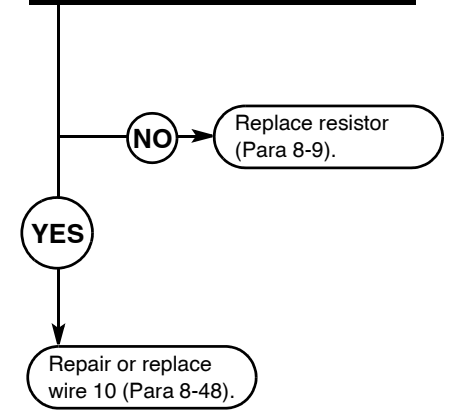 NO
Replace resistor
(Para 8-9).
YES
Repair or replace
wire 10 (Para 8-48).